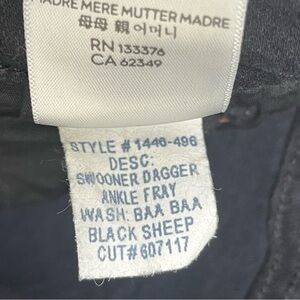 MADRE MERE MUTTER MADRE
母母 親 어머니
RN 133376
CA 62349
STYLE #1446-496
DESC:
SWOONER DAGGER
ANKLE FRAY
WASH: BAA BAA
BLACK SHEEP
CUT#607117